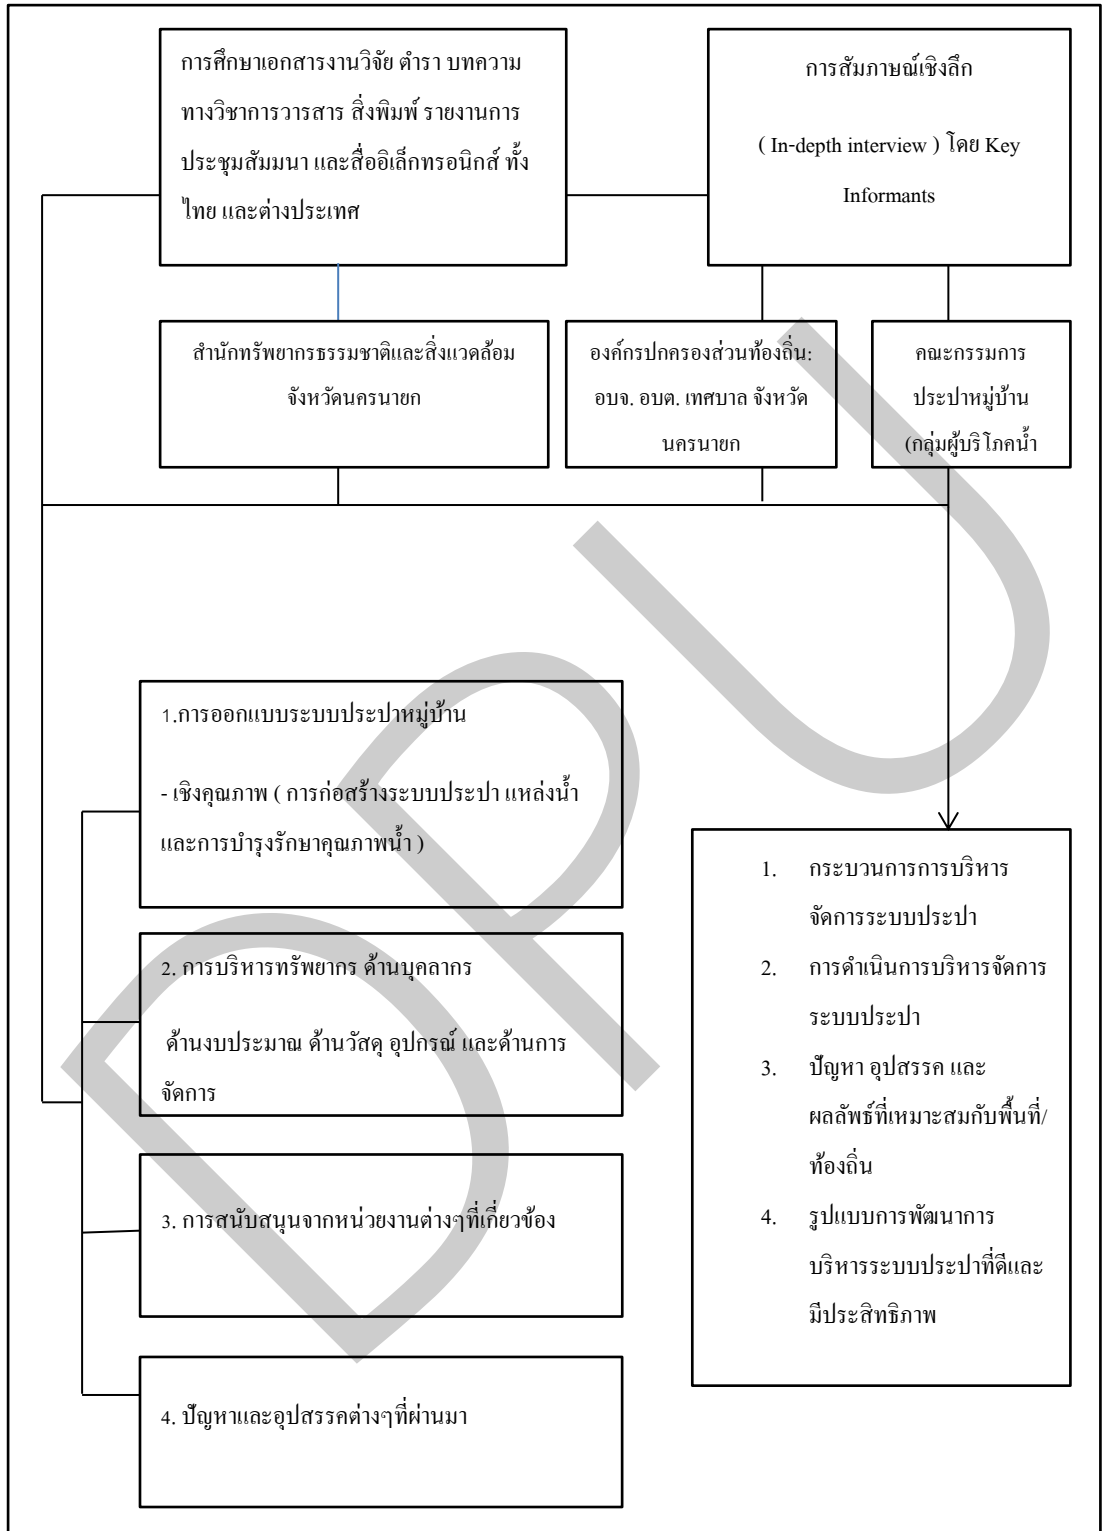 การศึกษาเอกสารงานวิจัย ตำรา บทความ
ทางวิชาการวารสาร สิ่งพิมพ์ รายงานการ
ประชุมสัมมนา และสื่ออิเล็กทรอนิกส์ ทั้ง
ไทย และต่างประเทศ
การสัมภาษณ์เชิงลึก
( In-depth interview ) โดย Key
Informants
สำนักทรัพยากรธรรมชาติและสิ่งแวดล้อม
จังหวัดนครนายก
องค์กรปกครองส่วนท้องถิ่น:
อบจ. อบต. เทศบาล จังหวัด
นครนายก
คณะกรรมการ
ประปาหมู่บ้าน
(กลุ่มผู้บริโภคน้ำ
1.การออกแบบระบบประปาหมู่บ้าน
- เชิงคุณภาพ ( การก่อสร้างระบบประปา แหล่งน้ำ
และการบำรุงรักษาคุณภาพน้ำ )
2. การบริหารทรัพยากร ด้านบุคลากร
ด้านงบประมาณ ด้านวัสดุ อุปกรณ์ และด้านการ
จัดการ
3. การสนับสนุนจากหน่วยงานต่างๆที่เกี่ยวข้อง
4. ปัญหาและอุปสรรคต่างๆที่ผ่านมา
1. กระบวนการการบริหาร
จัดการระบบประปา
2. การดำเนินการบริหารจัดการ
ระบบประปา
3. ปัญหา อุปสรรค และ
ผลลัพธ์ที่เหมาะสมกับพื้นที่/
ท้องถิ่น
4. รูปแบบการพัฒนาการ
บริหารระบบประปาที่ดีและ
มีประสิทธิภาพ
DPU